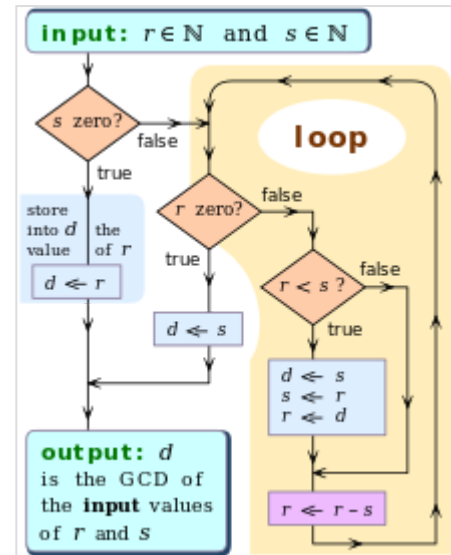 input: r ∈ ℕ and s ∈ ℕ
s zero?
false
true
loop
r zero?
false
true
store
into d the
value of r
d ← r
r < s ?
false
true
d ← s
d ← s
s ← r
r ← d
output: d
is the GCD of
the input values
of r and s
r ← r - s